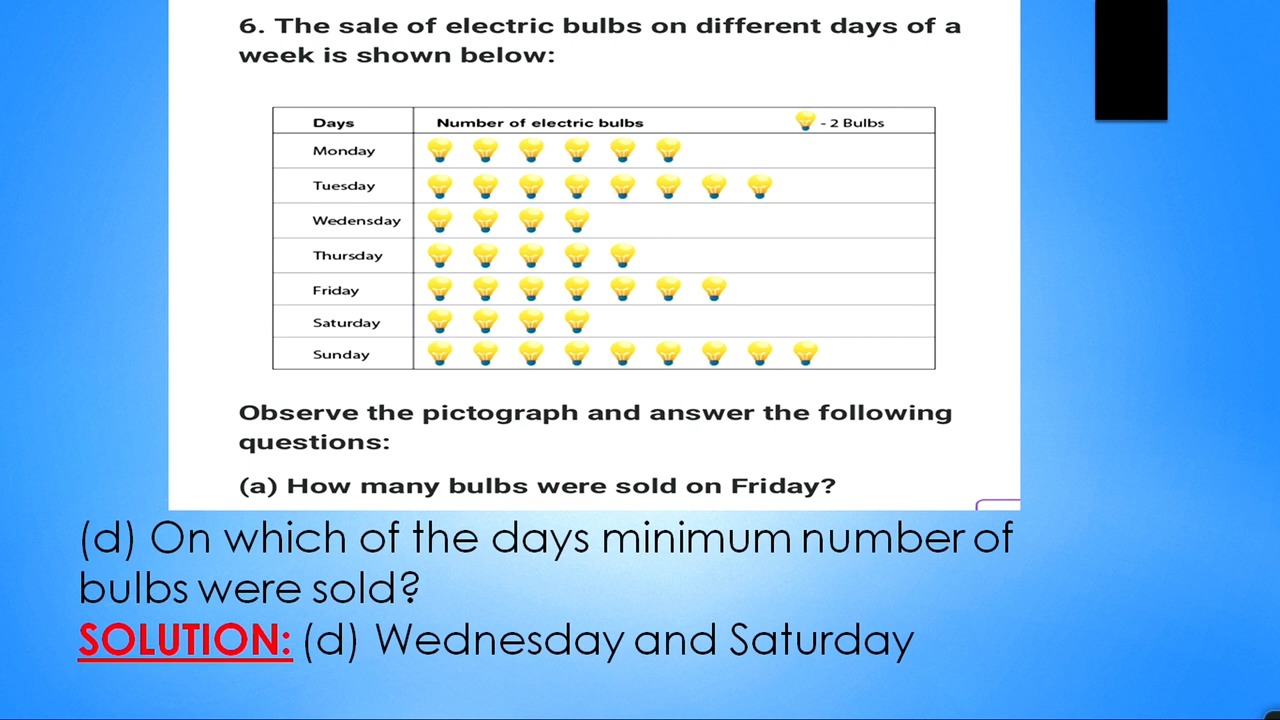 6. The sale of electric bulbs on different days of a
week is shown below:
Days Number of electric bulbs - 2 Bulbs
Monday
Tuesday
Wedensday
Thursday
Friday
Saturday
Sunday
Observe the pictograph and answer the following
questions:
(a) How many bulbs were sold on Friday?
(d) On which of the days minimum number of
bulbs were sold?
SOLUTION: (d) Wednesday and Saturday